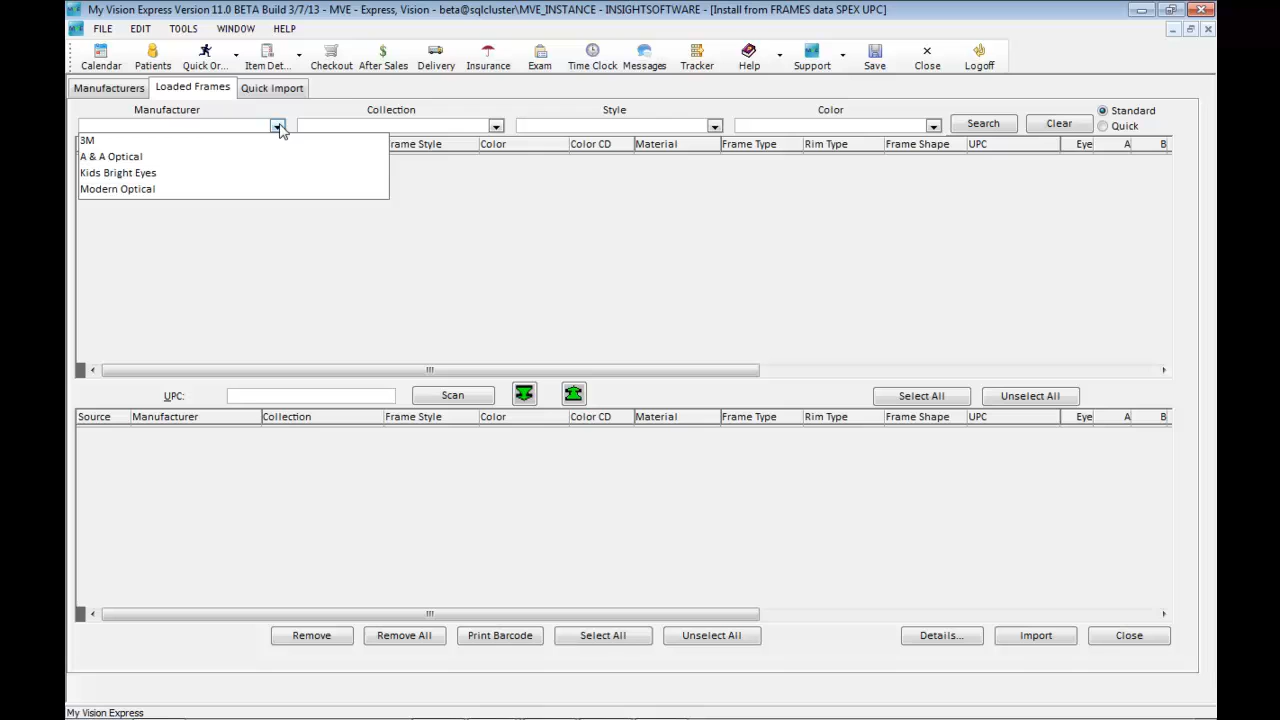 My Vision Express Version 11.0 BETA Build 3/7/13 - MVE - Express, Vision - beta@sqlcluster\MVE_INSTANCE - INSIGHTSOFTWARE - [Install from FRAMES data SPEX UPC]
FILE EDIT TOOLS WINDOW HELP
Calendar Patients Quick Or... Item Det... Checkout After Sales Delivery Insurance Exam Time Clock Messages Tracker Help Support Save Close Logoff
Manufacturers Loaded Frames Quick Import
Manufacturer Collection Style Color Standard
Search Clear Quick
3M
A & A Optical
Kids Bright Eyes
Modern Optical
Frame Style Color Color CD Material Frame Type Rim Type Frame Shape UPC Eye A B
UPC: Scan Select All Unselect All
Source Manufacturer Collection Frame Style Color Color CD Material Frame Type Rim Type Frame Shape UPC Eye A B
Remove Remove All Print Barcode Select All Unselect All Details... Import Close
My Vision Express